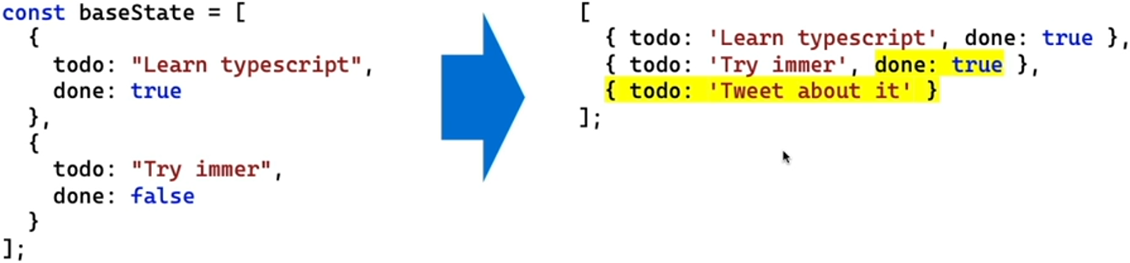 const baseState = [
  {
    todo: "Learn typescript",
    done: true
  },
  {
    todo: "Try immer",
    done: false
  }
];
[
  { todo: 'Learn typescript', done: true },
  { todo: 'Try immer', done: true },
  { todo: 'Tweet about it' }
];